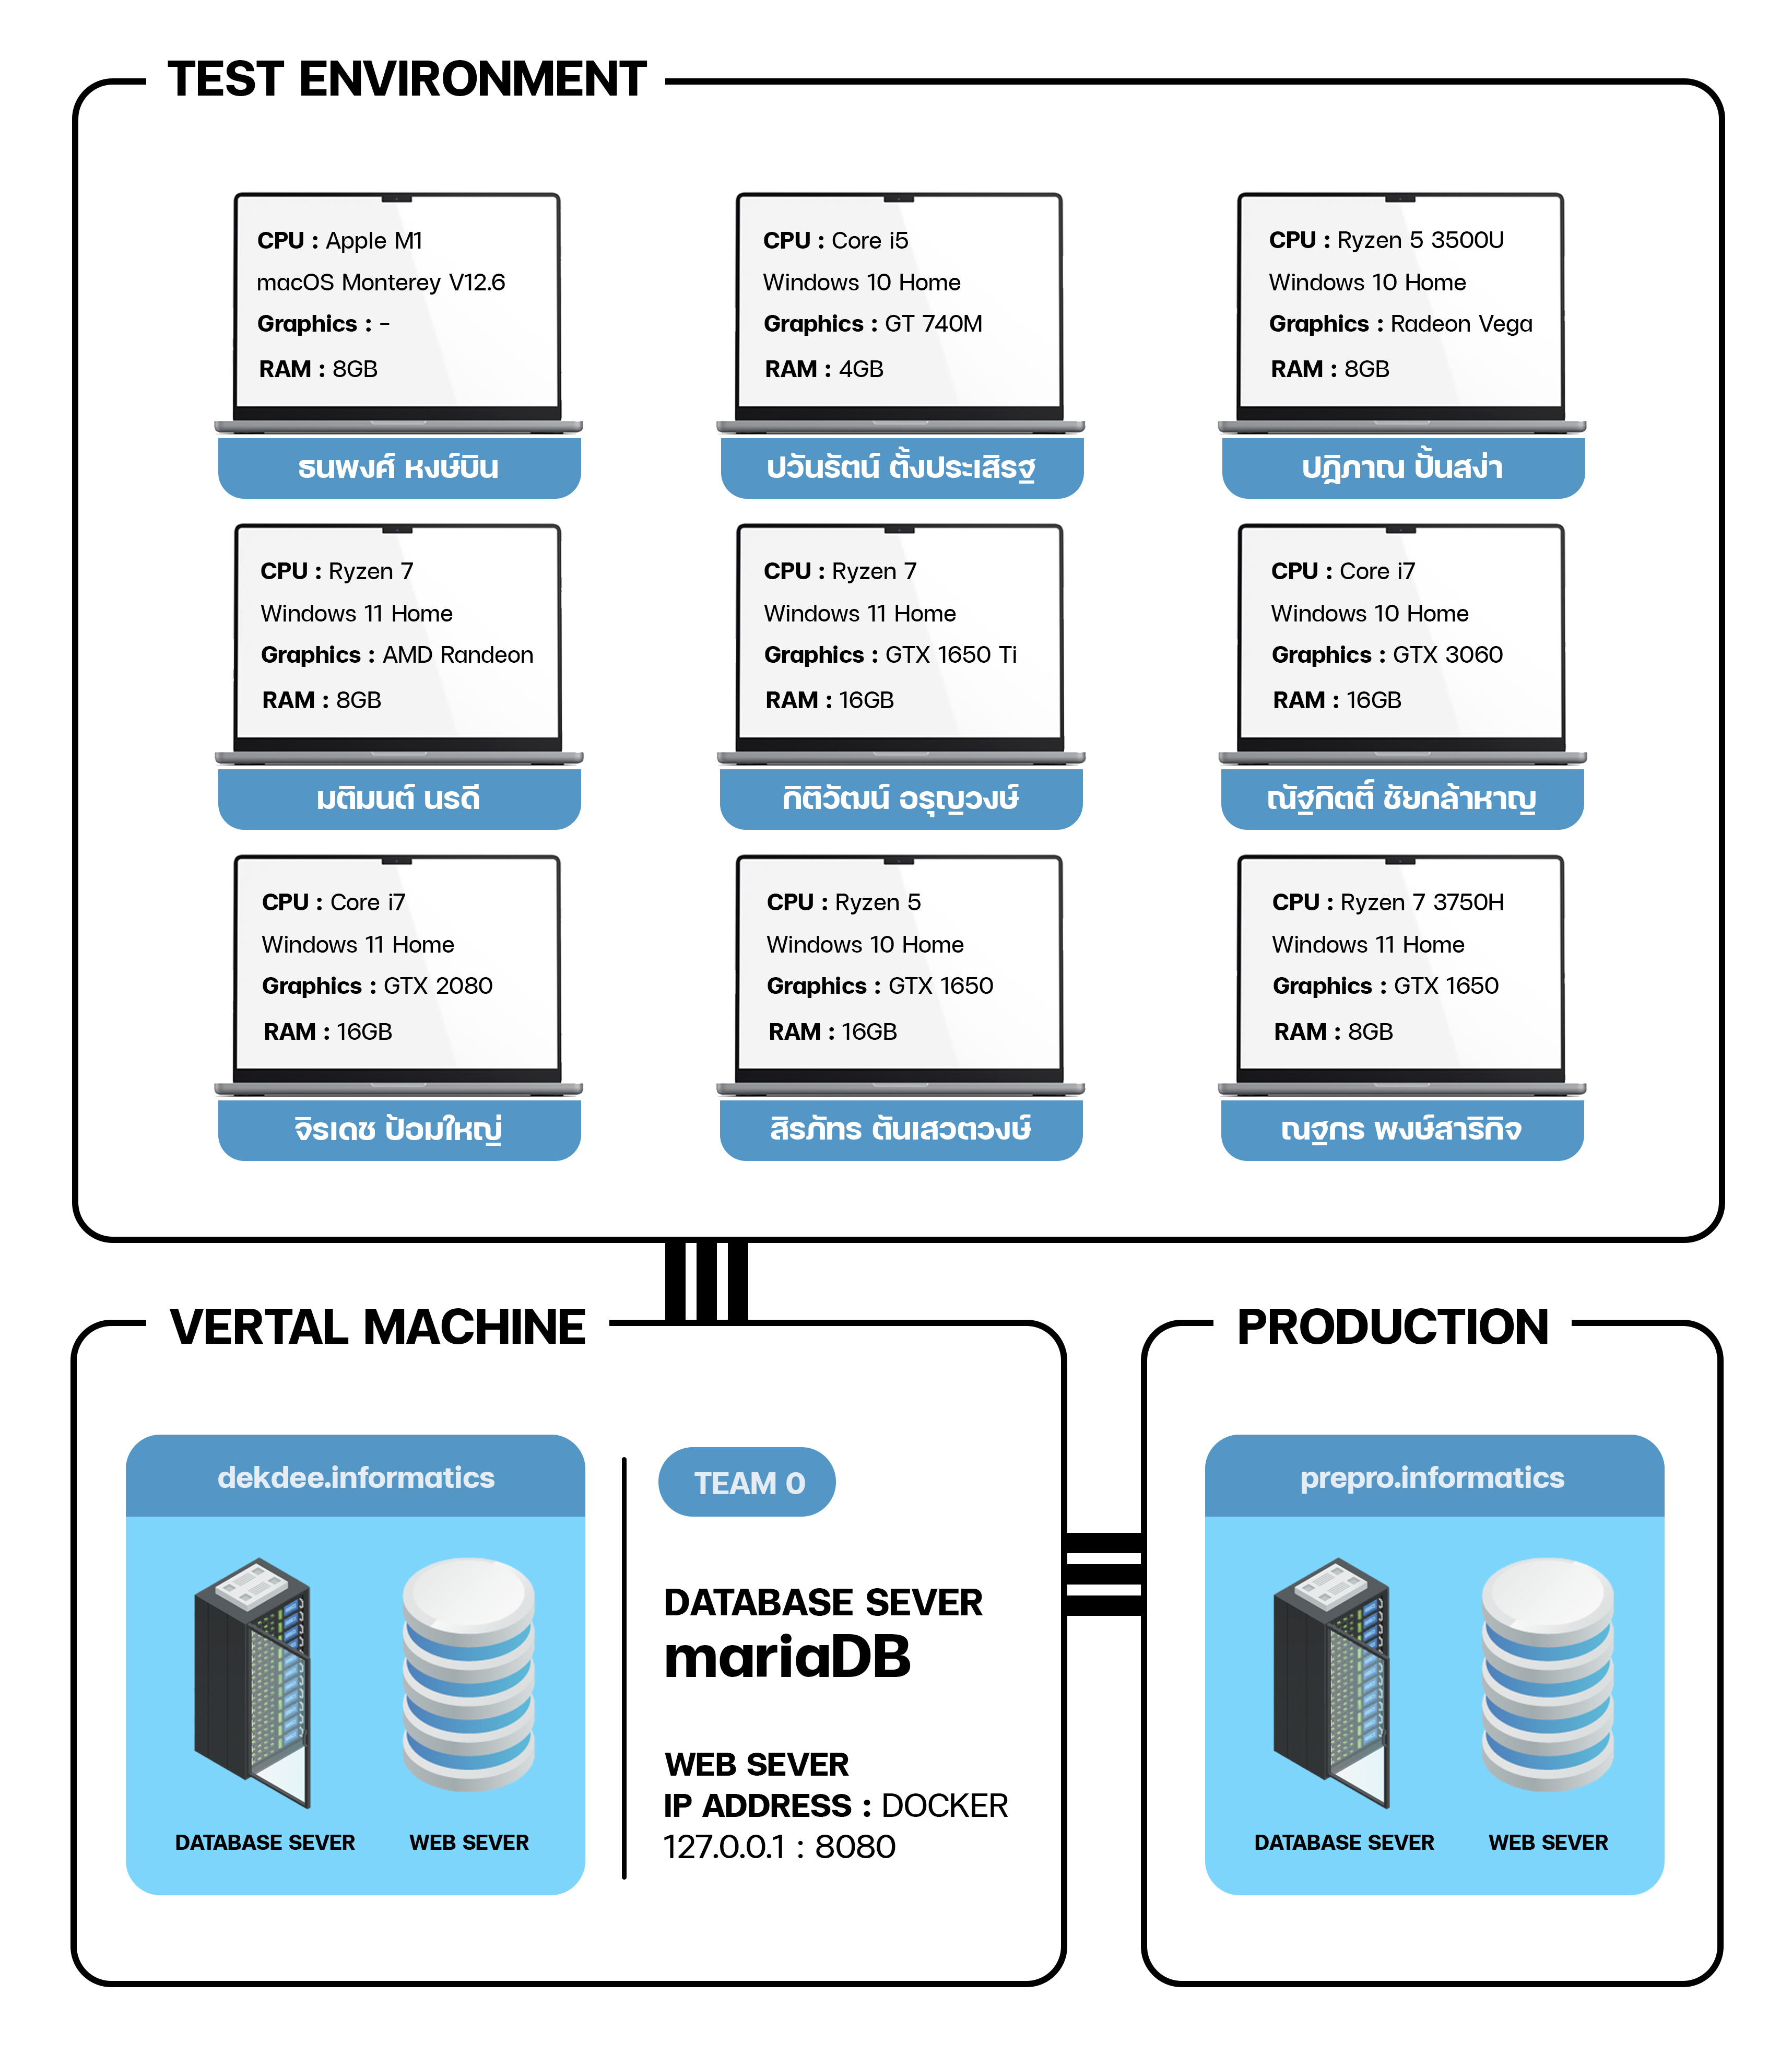 TEST ENVIRONMENT
CPU : Apple M1
macOS Monterey V12.6
Graphics : -
RAM : 8GB
ธนพงศ์ หงษ์บิน
CPU : Core i5
Windows 10 Home
Graphics : GT 740M
RAM : 4GB
ปวันรัตน์ ตั้งประเสิรฐ
CPU : Ryzen 5 3500U
Windows 10 Home
Graphics : Radeon Vega
RAM : 8GB
ปฎิภาณ ปั้นสง่า
CPU : Ryzen 7
Windows 11 Home
Graphics : AMD Randeon
RAM : 8GB
มติมนต์ นรดี
CPU : Ryzen 7
Windows 11 Home
Graphics : GTX 1650 Ti
RAM : 16GB
กิติวัฒน์ อรุญวงษ์
CPU : Core i7
Windows 10 Home
Graphics : GTX 3060
RAM : 16GB
ณัฐกิตติ์ ชัยกล้าหาญ
CPU : Core i7
Windows 11 Home
Graphics : GTX 2080
RAM : 16GB
จิรเดช ป้อมใหญ่
CPU : Ryzen 5
Windows 10 Home
Graphics : GTX 1650
RAM : 16GB
สิรภัทร ตันเสวตวงษ์
CPU : Ryzen 7 3750H
Windows 11 Home
Graphics : GTX 1650
RAM : 8GB
ณฐกร พงษ์สาริกิจ
VERTAL MACHINE
dekdee.informatics
DATABASE SEVER
WEB SEVER
TEAM 0
DATABASE SEVER
mariaDB
WEB SEVER
IP ADDRESS : DOCKER
127.0.0.1 : 8080
PRODUCTION
prepro.informatics
DATABASE SEVER
WEB SEVER